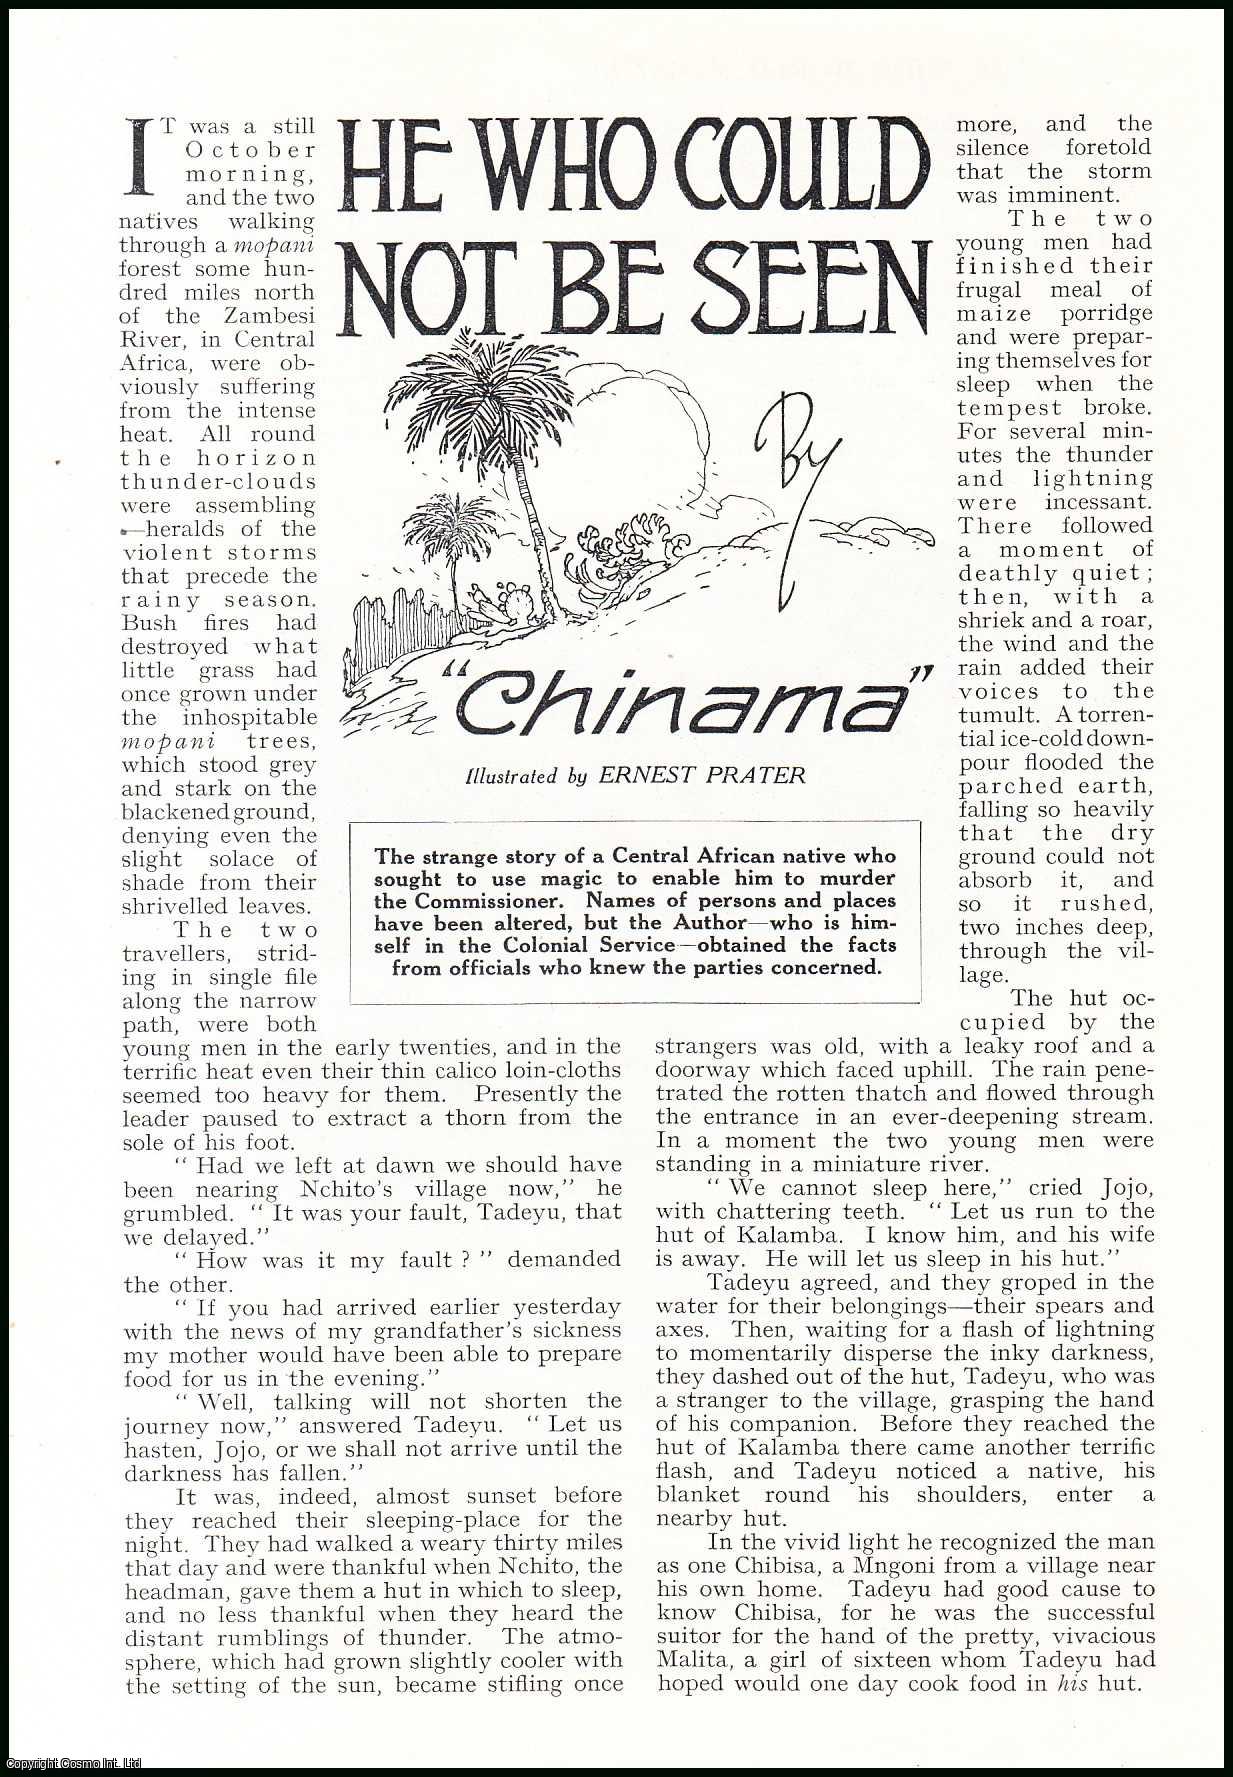 HE WHO COULD
NOT BE SEEN
By
"Chinama"
Illustrated by ERNEST PRATER
The strange story of a Central African native who
sought to use magic to enable him to murder
the Commissioner. Names of persons and places
have been altered, but the Author—who is him-
self in the Colonial Service—obtained the facts
from officials who knew the parties concerned.
IT was a still
October
morning,
and the two
natives walking
through a mopani
forest some hun-
dred miles north
of the Zambesi
River, in Central
Africa, were ob-
viously suffering
from the intense
heat. All round
the horizon
thunder-clouds
were assembling
—heralds of the
violent storms
that precede the
rainy season.
Bush fires had
destroyed what
little grass had
once grown under
the inhospitable
mopani trees,
which stood grey
and stark on the
blackened ground,
denying even the
slight solace of
shade from their
shrivelled leaves.
The two
travellers, strid-
ing in single file
along the narrow
path, were both
young men in the early twenties, and in the
terrific heat even their thin calico loin-cloths
seemed too heavy for them. Presently the
leader paused to extract a thorn from the
sole of his foot.
" Had we left at dawn we should have
been nearing Nchito's village now," he
grumbled. " It was your fault, Tadeyu, that
we delayed."
" How was it my fault ? " demanded
the other.
" If you had arrived earlier yesterday
with the news of my grandfather's sickness
my mother would have been able to prepare
food for us in the evening."
" Well, talking will not shorten the
journey now," answered Tadeyu. " Let us
hasten, Jojo, or we shall not arrive until the
darkness has fallen."
It was, indeed, almost sunset before
they reached their sleeping-place for the
night. They had walked a weary thirty miles
that day and were thankful when Nchito, the
headman, gave them a hut in which to sleep,
and no less thankful when they heard the
distant rumblings of thunder. The atmo-
sphere, which had grown slightly cooler with
the setting of the sun, became stifling once
more, and the
silence foretold
that the storm
was imminent.
The two
young men had
finished their
frugal meal of
maize porridge
and were prepar-
ing themselves for
sleep when the
tempest broke.
For several min-
utes the thunder
and lightning
were incessant.
There followed
a moment of
deathly quiet ;
then, with a
shriek and a roar,
the wind and the
rain added their
voices to the
tumult. A torren-
tial ice-cold down-
pour flooded the
parched earth,
falling so heavily
that the dry
ground could not
absorb it, and
so it rushed,
two inches deep,
through the vil-
lage.
The hut oc-
cupied by the
strangers was old, with a leaky roof and a
doorway which faced uphill. The rain pene-
trated the rotten thatch and flowed through
the entrance in an ever-deepening stream.
In a moment the two young men were
standing in a miniature river.
" We cannot sleep here," cried Jojo,
with chattering teeth. " Let us run to the
hut of Kalamba. I know him, and his wife
is away. He will let us sleep in his hut."
Tadeyu agreed, and they groped in the
water for their belongings—their spears and
axes. Then, waiting for a flash of lightning
to momentarily disperse the inky darkness,
they dashed out of the hut, Tadeyu, who was
a stranger to the village, grasping the hand
of his companion. Before they reached the
hut of Kalamba there came another terrific
flash, and Tadeyu noticed a native, his
blanket round his shoulders, enter a
nearby hut.
In the vivid light he recognized the man
as one Chibisa, a Mngoni from a village near
his own home. Tadeyu had good cause to
know Chibisa, for he was the successful
suitor for the hand of the pretty, vivacious
Malita, a girl of sixteen whom Tadeyu had
hoped would one day cook food in his hut.
Copyright Cosmo Int. Ltd